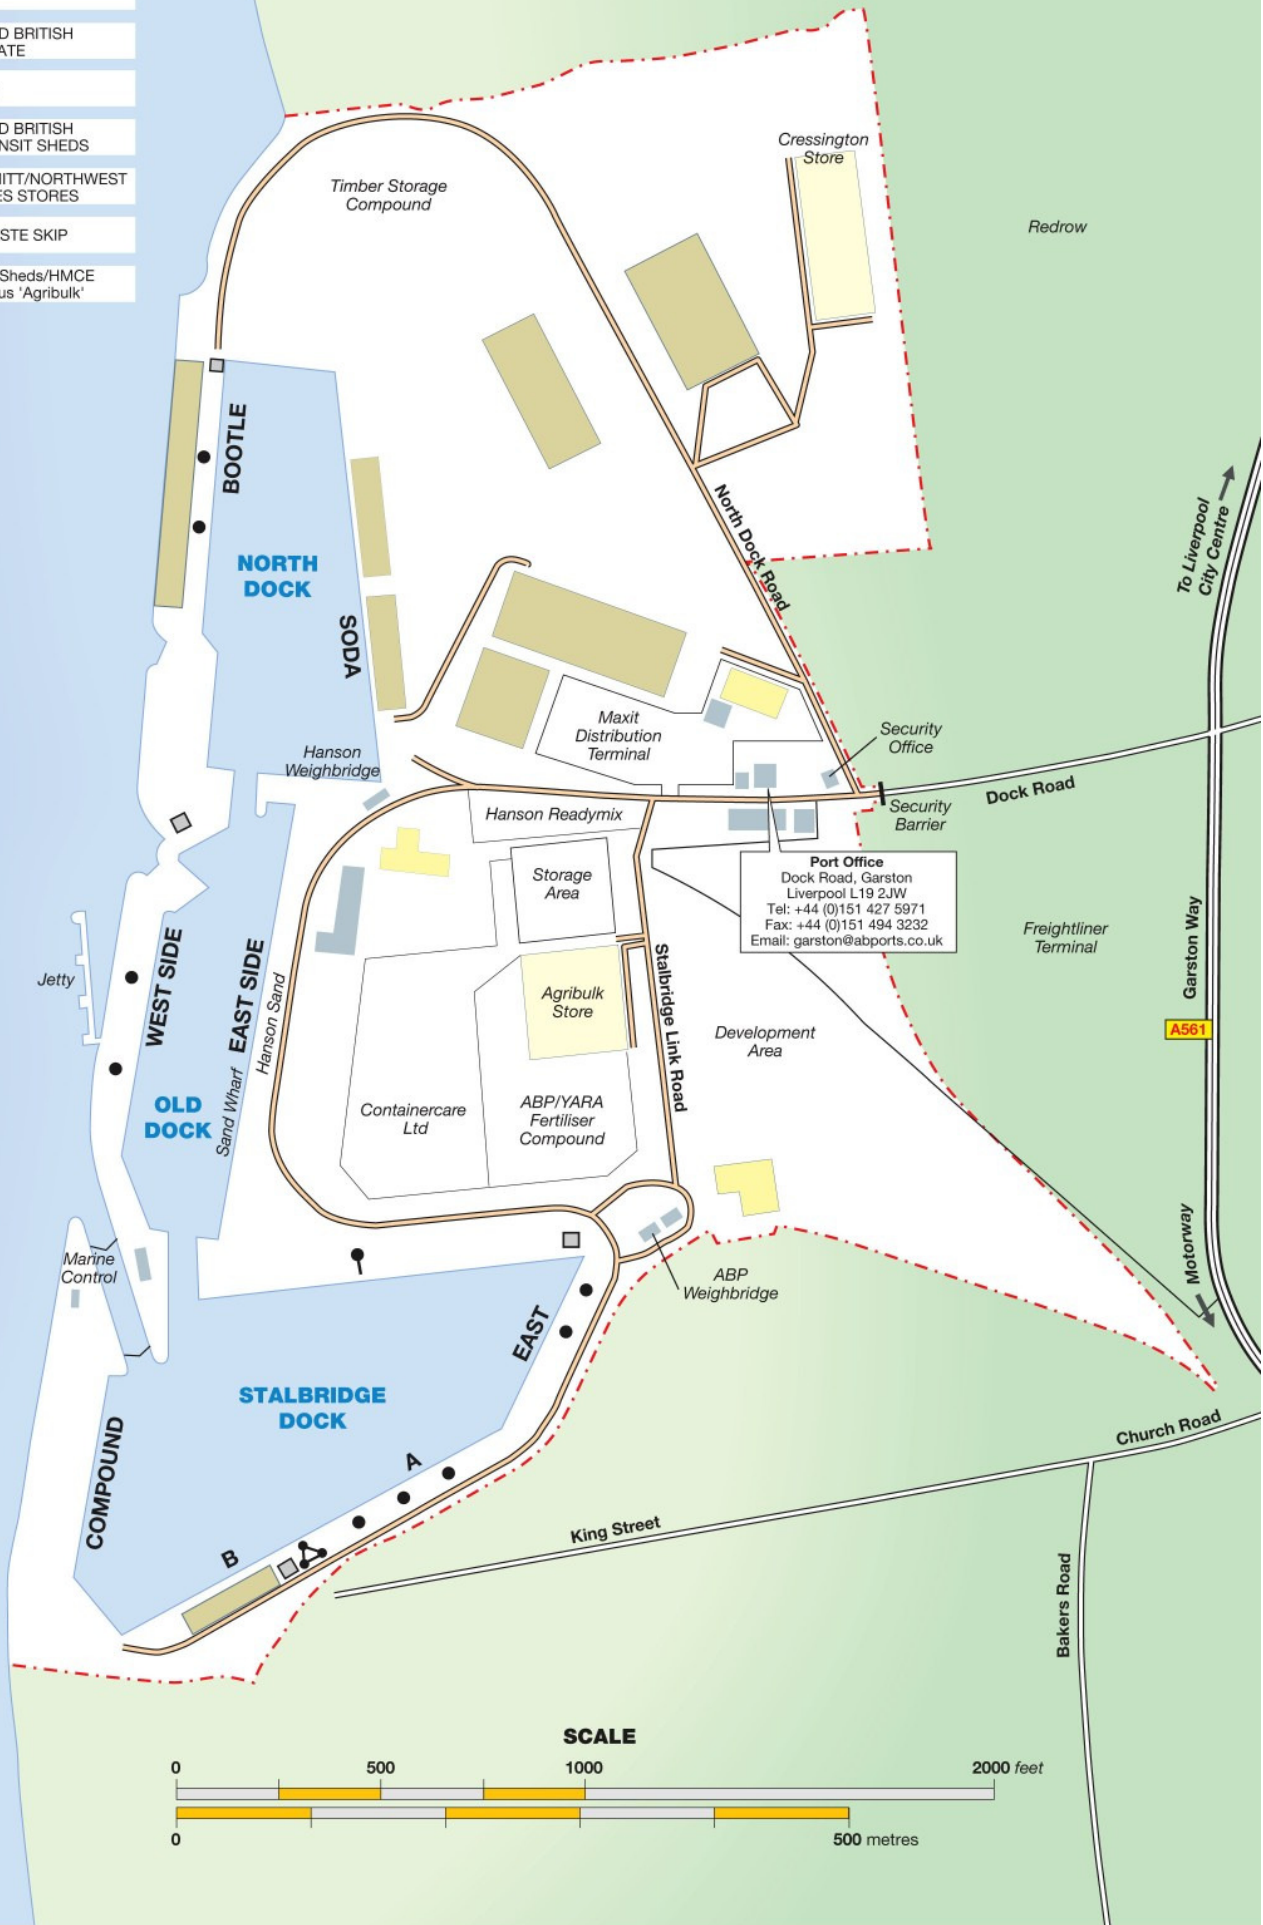 D BRITISH
ATE
D BRITISH
NSIT SHEDS
IITT/NORTHWEST
ES STORES
STE SKIP
Sheds/HMCE
us 'Agribulk'
Cressington
Store
Timber Storage
Compound
Redrow
BOOTLE
To Liverpool
City Centre
North Dock Road
NORTH
DOCK
SODA
Maxit
Distribution
Terminal
Security
Office
Hanson
Weighbridge
Dock Road
Hanson Readymix
Security
Barrier
Port Office
Dock Road, Garston
Liverpool L19 2JW
Tel: +44 (0)151 427 5971
Fax: +44 (0)151 494 3232
Email: garston@abports.co.uk
Storage
Area
Freightliner
Terminal
Garston Way
Jetty
WEST SIDE
EAST SIDE
Hanson Sand
Agribulk
Store
Stalbridge Link Road
Development
Area
A561
OLD
DOCK
Sand Wharf
Containercare
Ltd
ABP/YARA
Fertiliser
Compound
Marine
Control
ABP
Weighbridge
Motorway
EAST
STALBRIDGE
DOCK
Church Road
COMPOUND
A
King Street
B
Bakers Road
SCALE
0 500 1000 2000 feet
0 500 metres